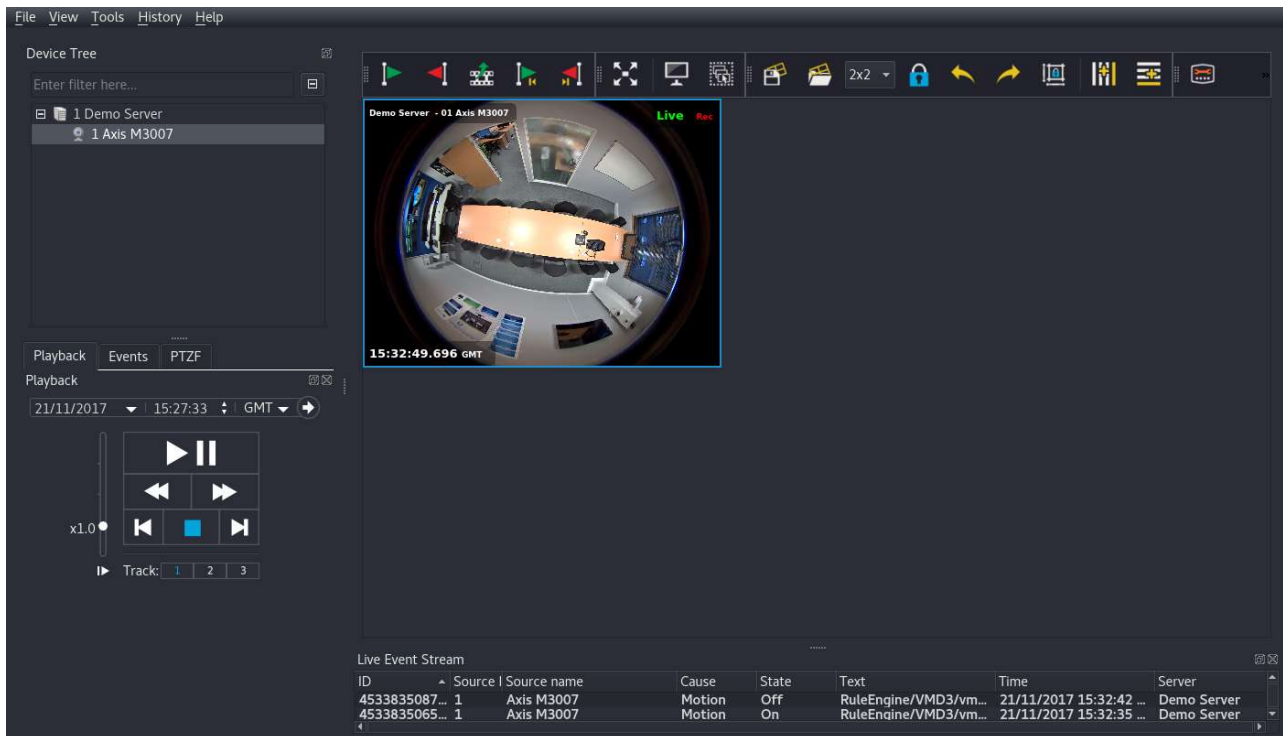 File View Tools History Help
Device Tree
Enter filter here...
1 Demo Server
1 Axis M3007
2x2
Demo Server - 01 Axis M3007 Live Rec
15:32:49.696 GMT
Playback Events PTZF
Playback
21/11/2017 15:27:33 GMT
x1.0
Track: 1 2 3
Live Event Stream
ID Source I Source name Cause State Text Time Server
4533835087... 1 Axis M3007 Motion Off RuleEngine/VMD3/vm... 21/11/2017 15:32:42 ... Demo Server
4533835065... 1 Axis M3007 Motion On RuleEngine/VMD3/vm... 21/11/2017 15:32:35 ... Demo Server